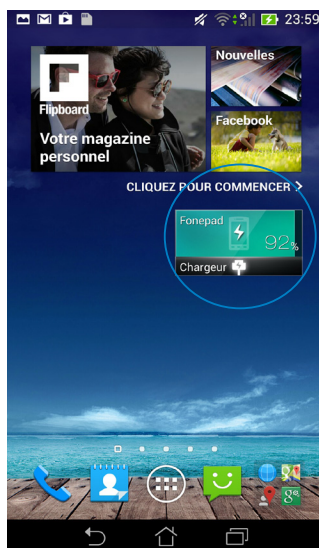 23:59
Flipboard
Votre magazine
personnel
Nouvelles
Facebook
CLIQUEZ POUR COMMENCER >
Fonepad
92%
Chargeur